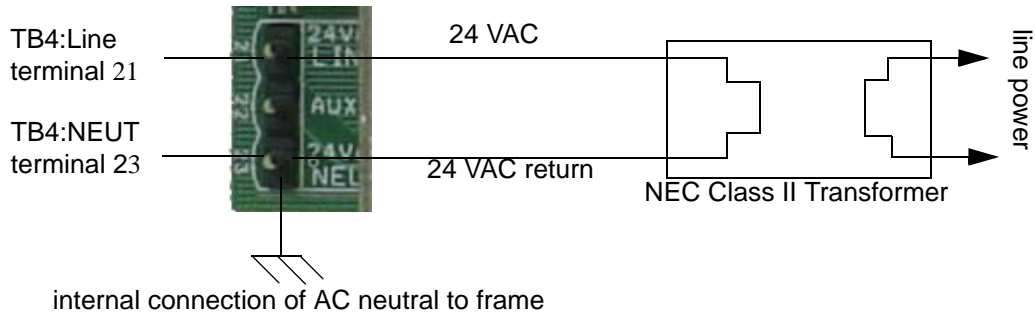 TB4:Line
terminal 21
24V
LIN
24 VAC
line power
22
AUX
TB4:NEUT
terminal 23
24V
NEU
24 VAC return
NEC Class II Transformer
internal connection of AC neutral to frame